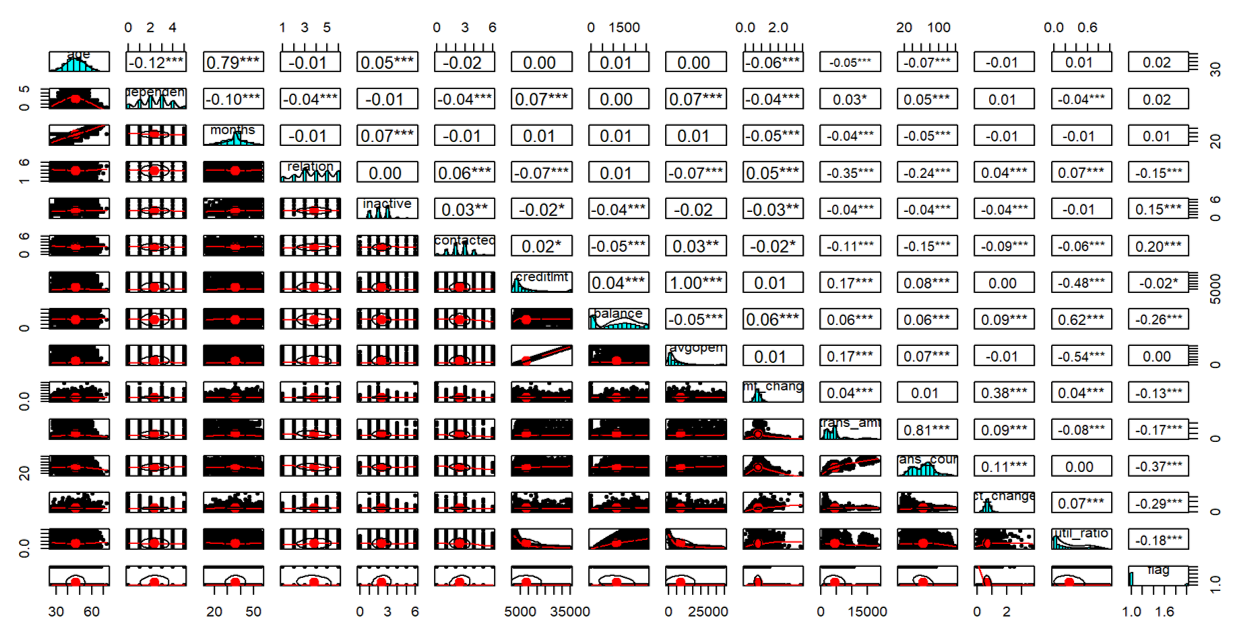 0 2 4 1 3 5 0 3 6 0 1500 0.0 2.0 20 100 0.0 0.6
age -0.12*** 0.79*** -0.01 0.05*** -0.02 0.00 0.01 0.00 -0.06*** -0.05*** -0.07*** -0.01 0.01 0.02 30
0 5 dependen -0.10*** -0.04*** -0.01 -0.04*** 0.07*** 0.00 0.07*** -0.04*** 0.03* 0.05*** 0.01 -0.04*** 0.02
months -0.01 0.07*** -0.01 0.01 0.01 0.01 -0.05*** -0.04*** -0.05*** -0.01 -0.01 0.01 20
1 6 relation 0.00 0.06*** -0.07*** 0.01 -0.07*** 0.05*** -0.35*** -0.24*** 0.04*** 0.07*** -0.15***
inactive 0.03** -0.02* -0.04*** -0.02 -0.03** -0.04*** -0.04*** -0.04*** -0.01 0.15*** 0 6
0 6 contacted 0.02* -0.05*** 0.03** -0.02* -0.11*** -0.15*** -0.09*** -0.06*** 0.20***
creditlmt 0.04*** 1.00*** 0.01 0.17*** 0.08*** 0.00 -0.48*** -0.02* 5000
0 balance -0.05*** 0.06*** 0.06*** 0.06*** 0.09*** 0.62*** -0.26***
avgopen 0.01 0.17*** 0.07*** -0.01 -0.54*** 0.00 0
0.0 mt_chang 0.04*** 0.01 0.38*** 0.04*** -0.13***
trans_amt 0.81*** 0.09*** -0.08*** -0.17*** 0
20 ans_cour 0.11*** 0.00 -0.37***
ct_change 0.07*** -0.29*** 0
0.0 util_ratio -0.18***
flag 1.0
30 60 20 50 0 3 6 5000 35000 0 25000 0 15000 0 2 1.0 1.6